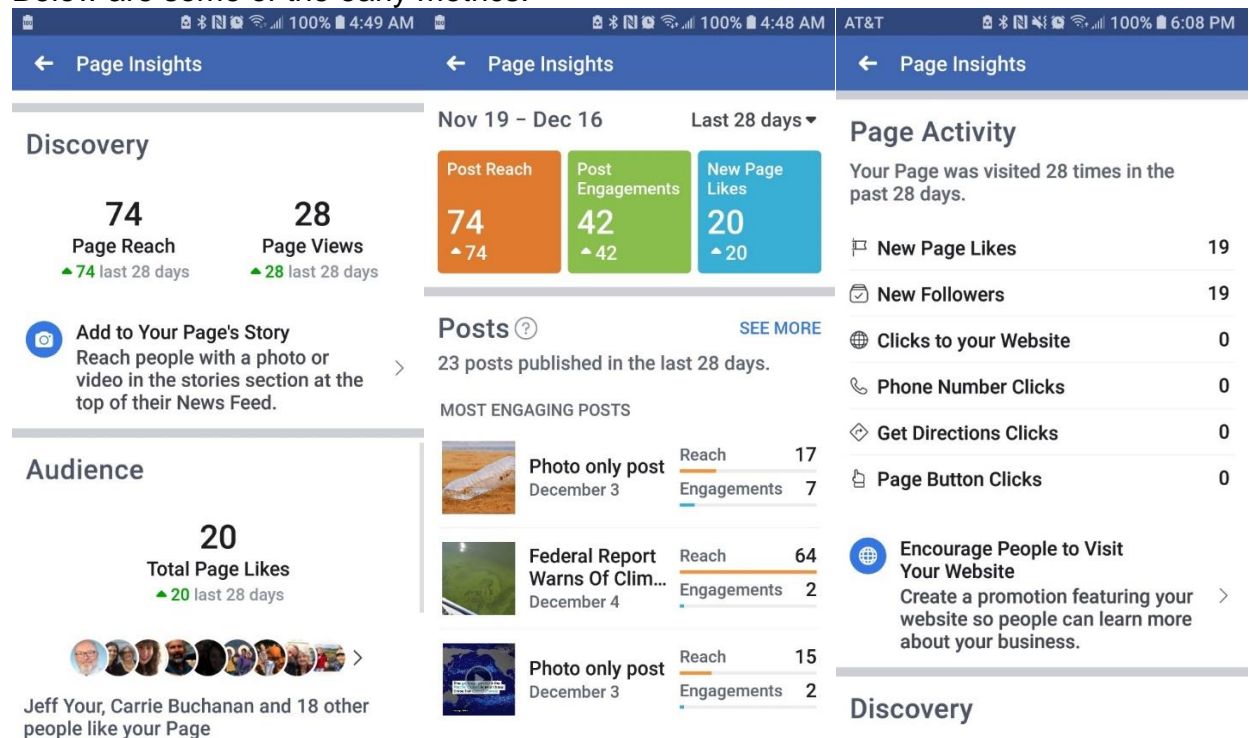 Below are some of the early metrics:
100% 4:49 AM
Page Insights
Discovery
74
Page Reach
74 last 28 days
28
Page Views
28 last 28 days
Add to Your Page's Story
Reach people with a photo or
video in the stories section at the
top of their News Feed.
Audience
20
Total Page Likes
20 last 28 days
Jeff Your, Carrie Buchanan and 18 other
people like your Page
100% 4:48 AM
Page Insights
Nov 19 – Dec 16
Last 28 days
Post Reach
74
74
Post
Engagements
42
42
New Page
Likes
20
20
Posts
SEE MORE
23 posts published in the last 28 days.
MOST ENGAGING POSTS
Photo only post
December 3
Reach 17
Engagements 7
Federal Report
Warns Of Clim...
December 4
Reach 64
Engagements 2
Photo only post
December 3
Reach 15
Engagements 2
AT&T 100% 6:08 PM
Page Insights
Page Activity
Your Page was visited 28 times in the
past 28 days.
New Page Likes 19
New Followers 19
Clicks to your Website 0
Phone Number Clicks 0
Get Directions Clicks 0
Page Button Clicks 0
Encourage People to Visit
Your Website
Create a promotion featuring your
website so people can learn more
about your business.
Discovery